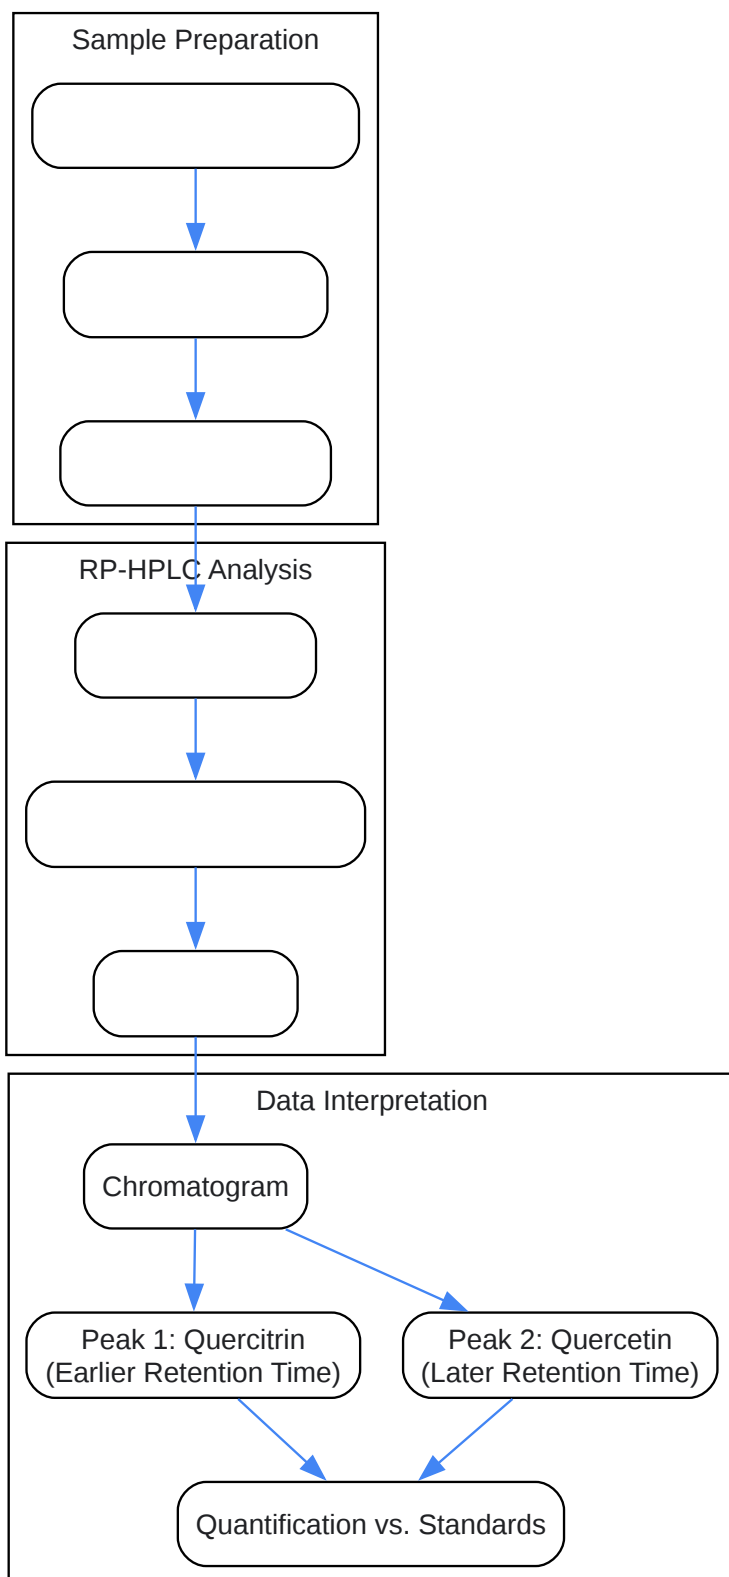 Sample Preparation
RP-HPLC Analysis
Data Interpretation
Chromatogram
Peak 1: Quercitrin
(Earlier Retention Time)
Peak 2: Quercetin
(Later Retention Time)
Quantification vs. Standards